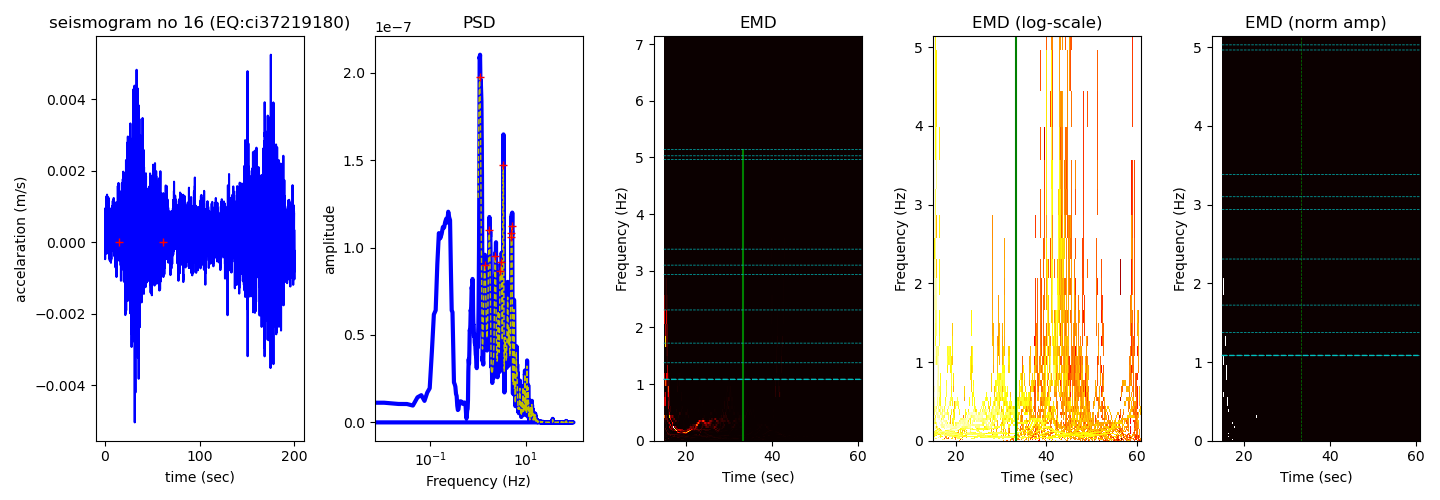 seismogram no 16 (EQ:ci37219180)
accelaration (m/s)
0.004
0.002
0.000
−0.002
−0.004
0
100
200
time (sec)
PSD
1e−7
amplitude
2.0
1.5
1.0
0.5
0.0
10⁻¹
10¹
Frequency (Hz)
EMD
Frequency (Hz)
7
6
5
4
3
2
1
0
20
40
60
Time (sec)
EMD (log-scale)
Frequency (Hz)
5
4
3
2
1
0
20
40
60
Time (sec)
EMD (norm amp)
Frequency (Hz)
5
4
3
2
1
0
20
40
60
Time (sec)